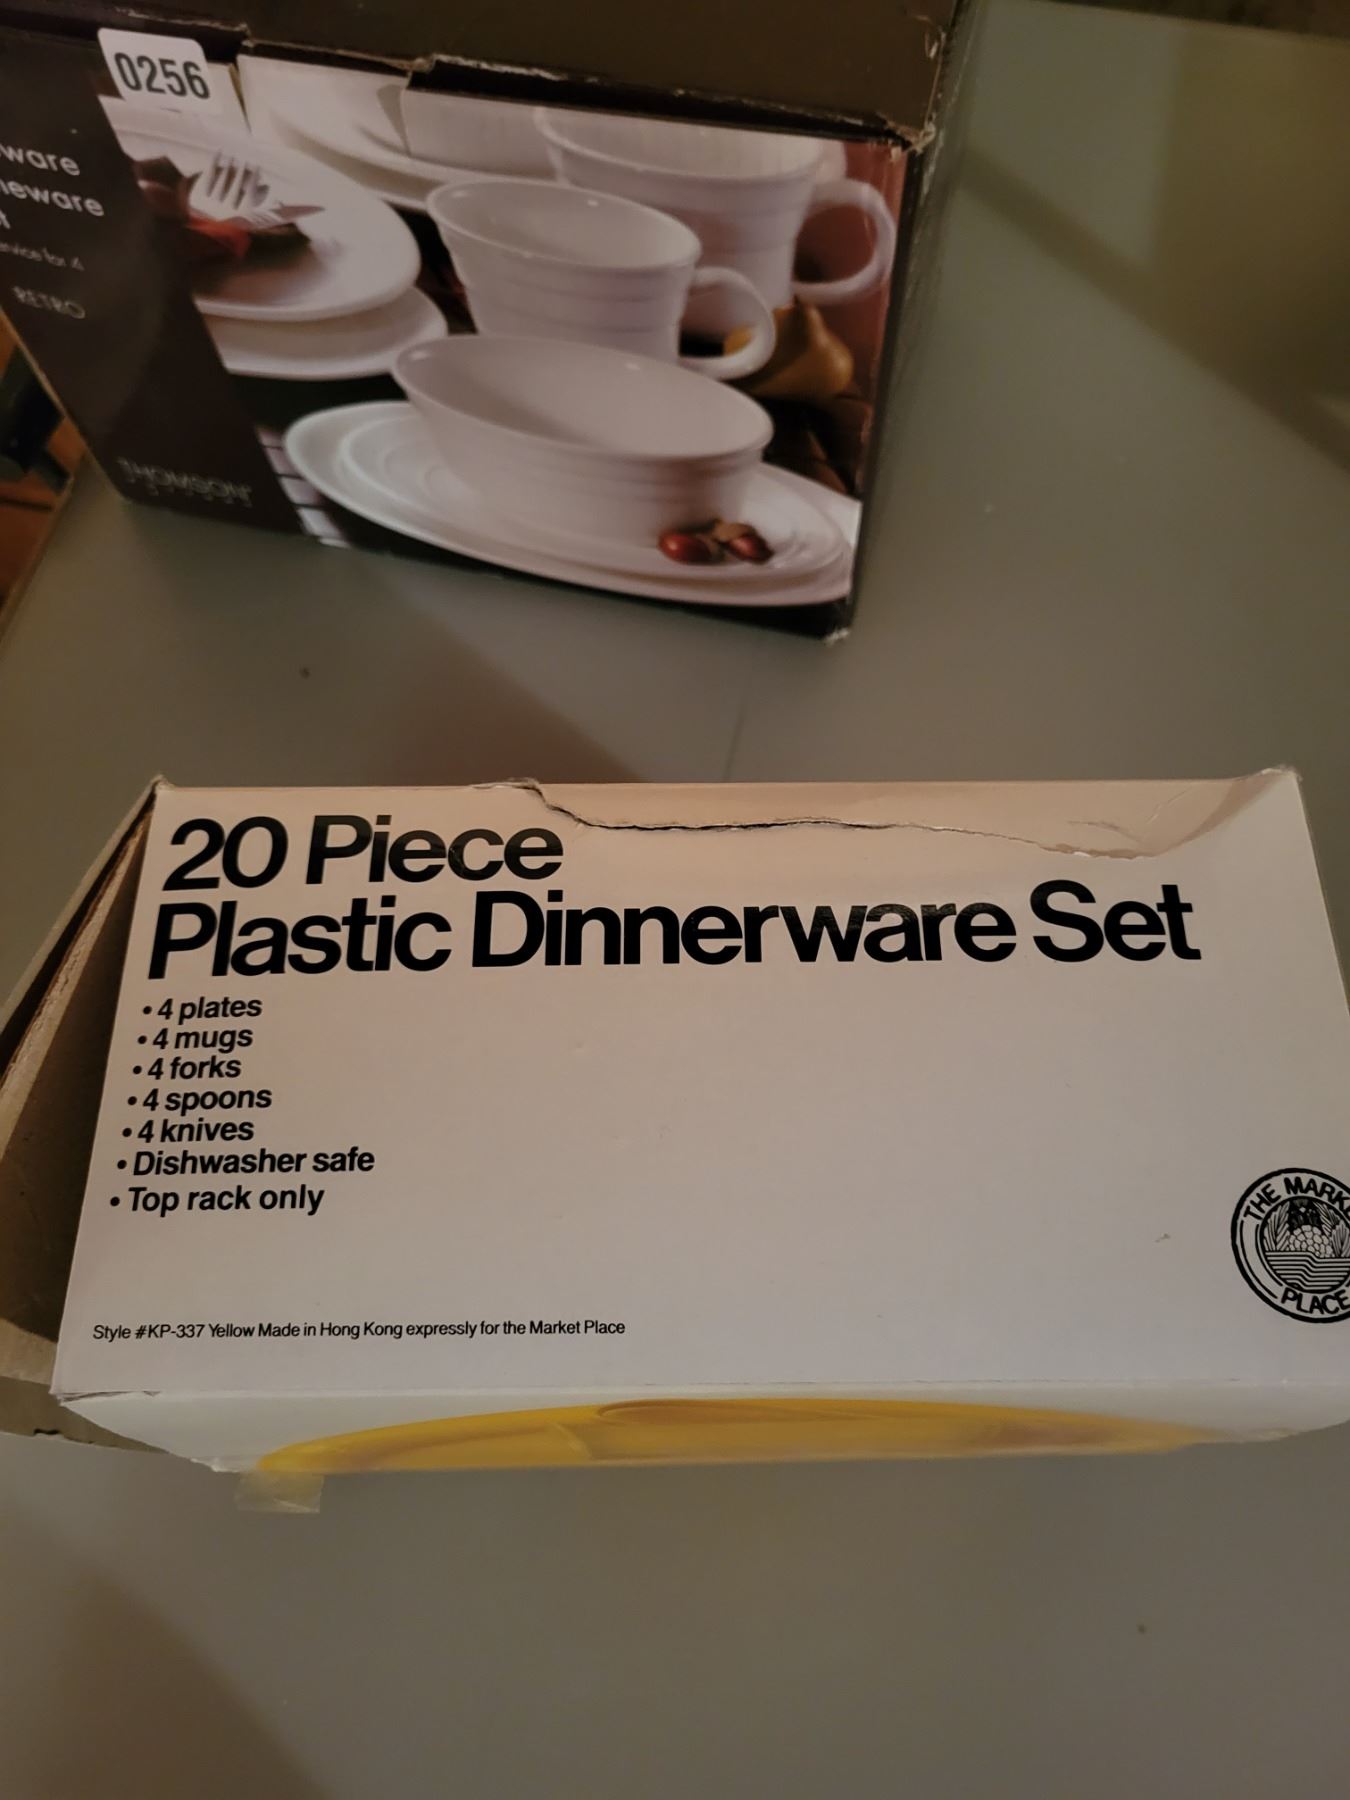 0256
ware
eware
RETRO
THOMSON
20 Piece
Plastic Dinnerware Set
• 4 plates
• 4 mugs
• 4 forks
• 4 spoons
• 4 knives
• Dishwasher safe
• Top rack only
Style #KP-337 Yellow Made in Hong Kong expressly for the Market Place
THE MARK
PLACE